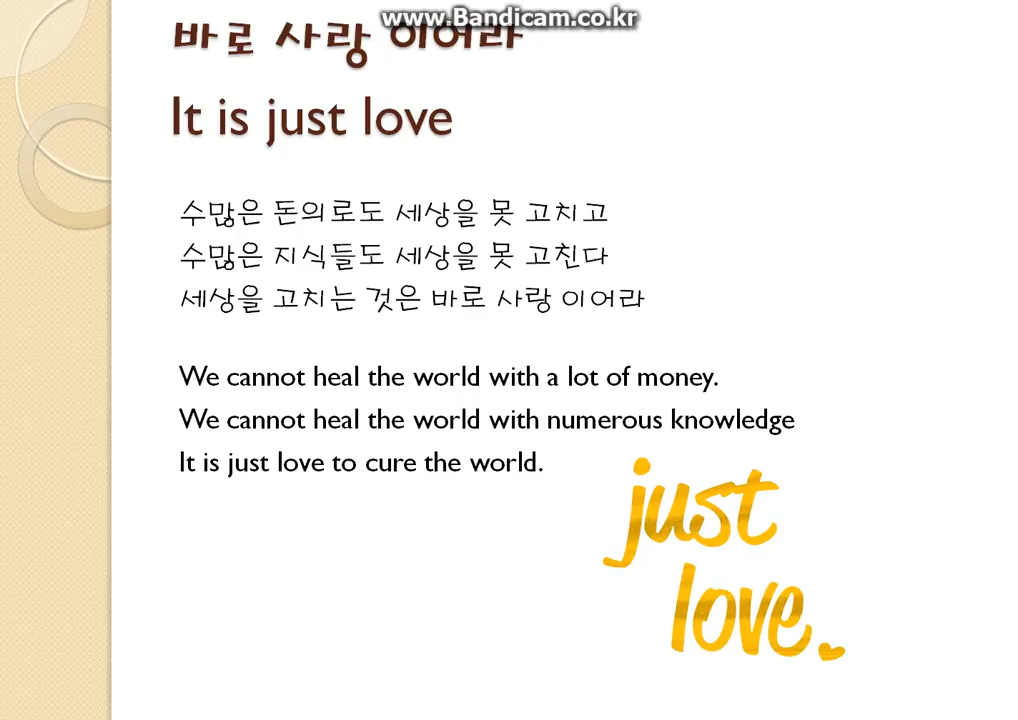 www.Bandicam.co.kr
바로 사랑 이어라
It is just love
수많은 돈의로도 세상을 못 고치고
수많은 지식들도 세상을 못 고친다
세상을 고치는 것은 바로 사랑 이어라
We cannot heal the world with a lot of money.
We cannot heal the world with numerous knowledge
It is just love to cure the world.
just
love.